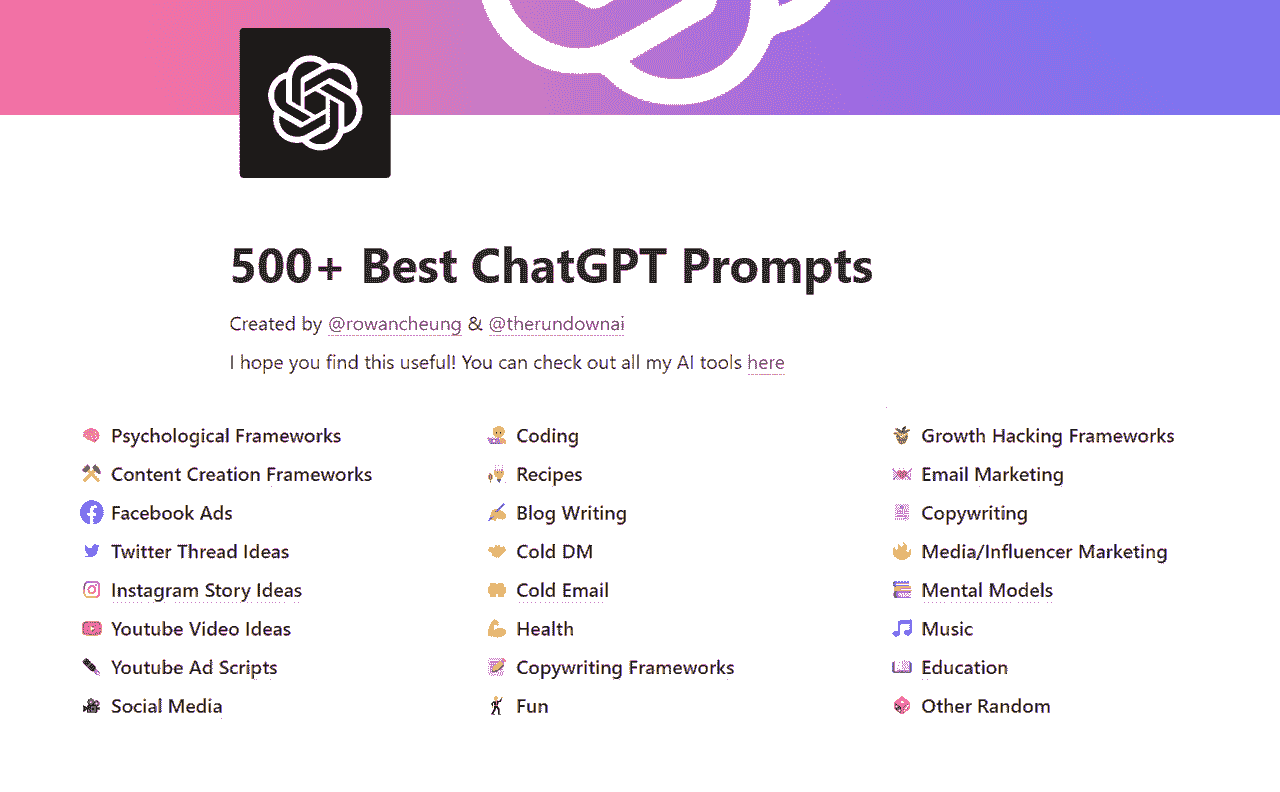 500+ Best ChatGPT Prompts
Created by @rowancheung & @therundownai
I hope you find this useful! You can check out all my AI tools here
Psychological Frameworks
Content Creation Frameworks
Facebook Ads
Twitter Thread Ideas
Instagram Story Ideas
Youtube Video Ideas
Youtube Ad Scripts
Social Media
Coding
Recipes
Blog Writing
Cold DM
Cold Email
Health
Copywriting Frameworks
Fun
Growth Hacking Frameworks
Email Marketing
Copywriting
Media/Influencer Marketing
Mental Models
Music
Education
Other Random